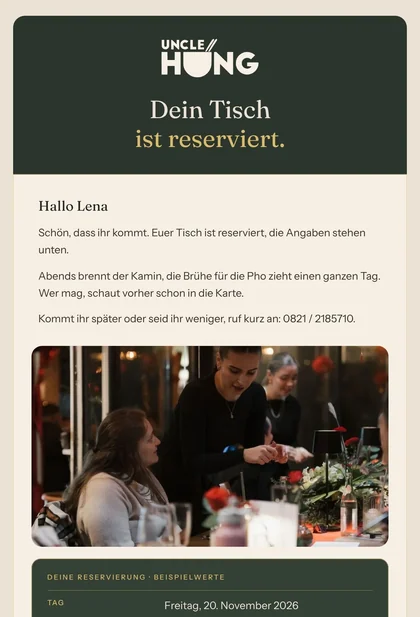 UNCLE
HUNG
Dein Tisch
ist reserviert.
Hallo Lena
Schön, dass ihr kommt. Euer Tisch ist reserviert, die Angaben stehen
unten.
Abends brennt der Kamin, die Brühe für die Pho zieht einen ganzen Tag.
Wer mag, schaut vorher schon in die Karte.
Kommt ihr später oder seid ihr weniger, ruf kurz an: 0821 / 2185710.
DEINE RESERVIERUNG · BEISPIELWERTE
TAG Freitag, 20. November 2026